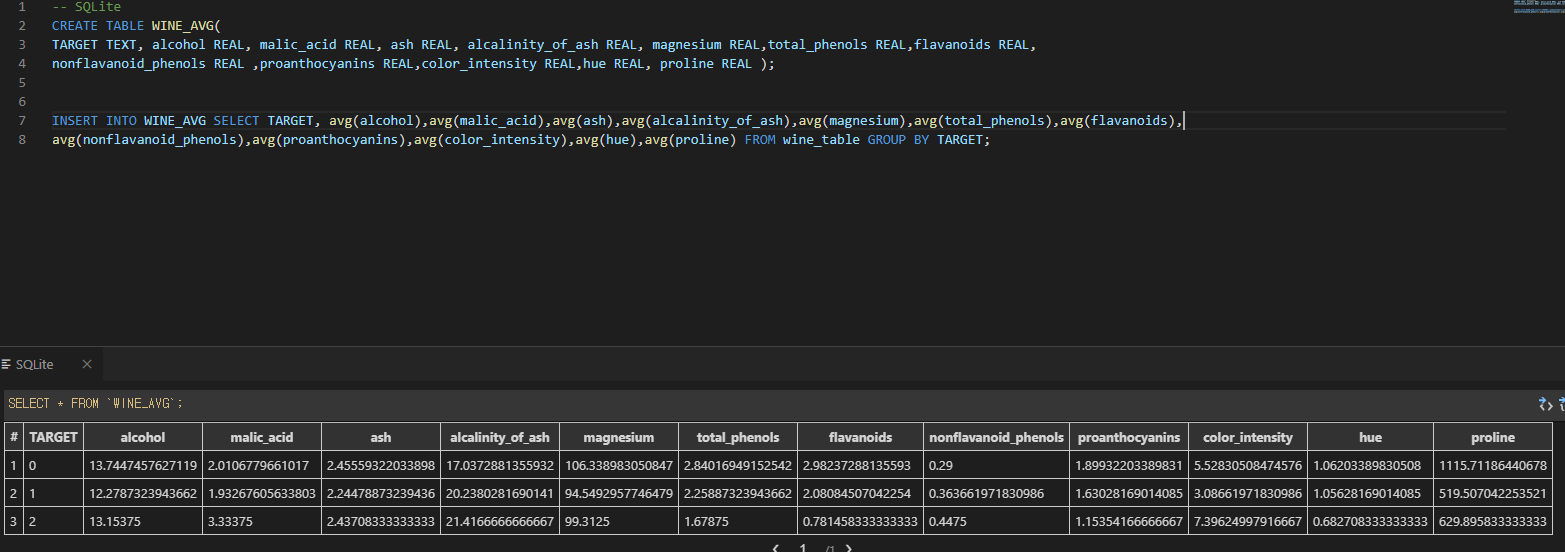 1 -- SQLite
2 CREATE TABLE WINE_AVG(
3 TARGET TEXT, alcohol REAL, malic_acid REAL, ash REAL, alcalinity_of_ash REAL, magnesium REAL,total_phenols REAL,flavanoids REAL,
4 nonflavanoid_phenols REAL ,proanthocyanins REAL,color_intensity REAL,hue REAL, proline REAL );
5
6
7 INSERT INTO WINE_AVG SELECT TARGET, avg(alcohol),avg(malic_acid),avg(ash),avg(alcalinity_of_ash),avg(magnesium),avg(total_phenols),avg(flavanoids),
8 avg(nonflavanoid_phenols),avg(proanthocyanins),avg(color_intensity),avg(hue),avg(proline) FROM wine_table GROUP BY TARGET;
SQLite
SELECT * FROM `WINE_AVG`;
# TARGET alcohol malic_acid ash alcalinity_of_ash magnesium total_phenols flavanoids nonflavanoid_phenols proanthocyanins color_intensity hue proline
1 0 13.7447457627119 2.0106779661017 2.45559322033898 17.0372881355932 106.338983050847 2.84016949152542 2.98237288135593 0.29 1.89932203389831 5.52830508474576 1.06203389830508 1115.71186440678
2 1 12.2787323943662 1.93267605633803 2.24478873239436 20.2380281690141 94.5492957746479 2.25887323943662 2.08084507042254 0.363661971830986 1.63028169014085 3.08661971830986 1.05628169014085 519.507042253521
3 2 13.15375 3.33375 2.43708333333333 21.4166666666667 99.3125 1.67875 0.781458333333333 0.4475 1.15354166666667 7.39624997916667 0.682708333333333 629.895833333333
1 /1